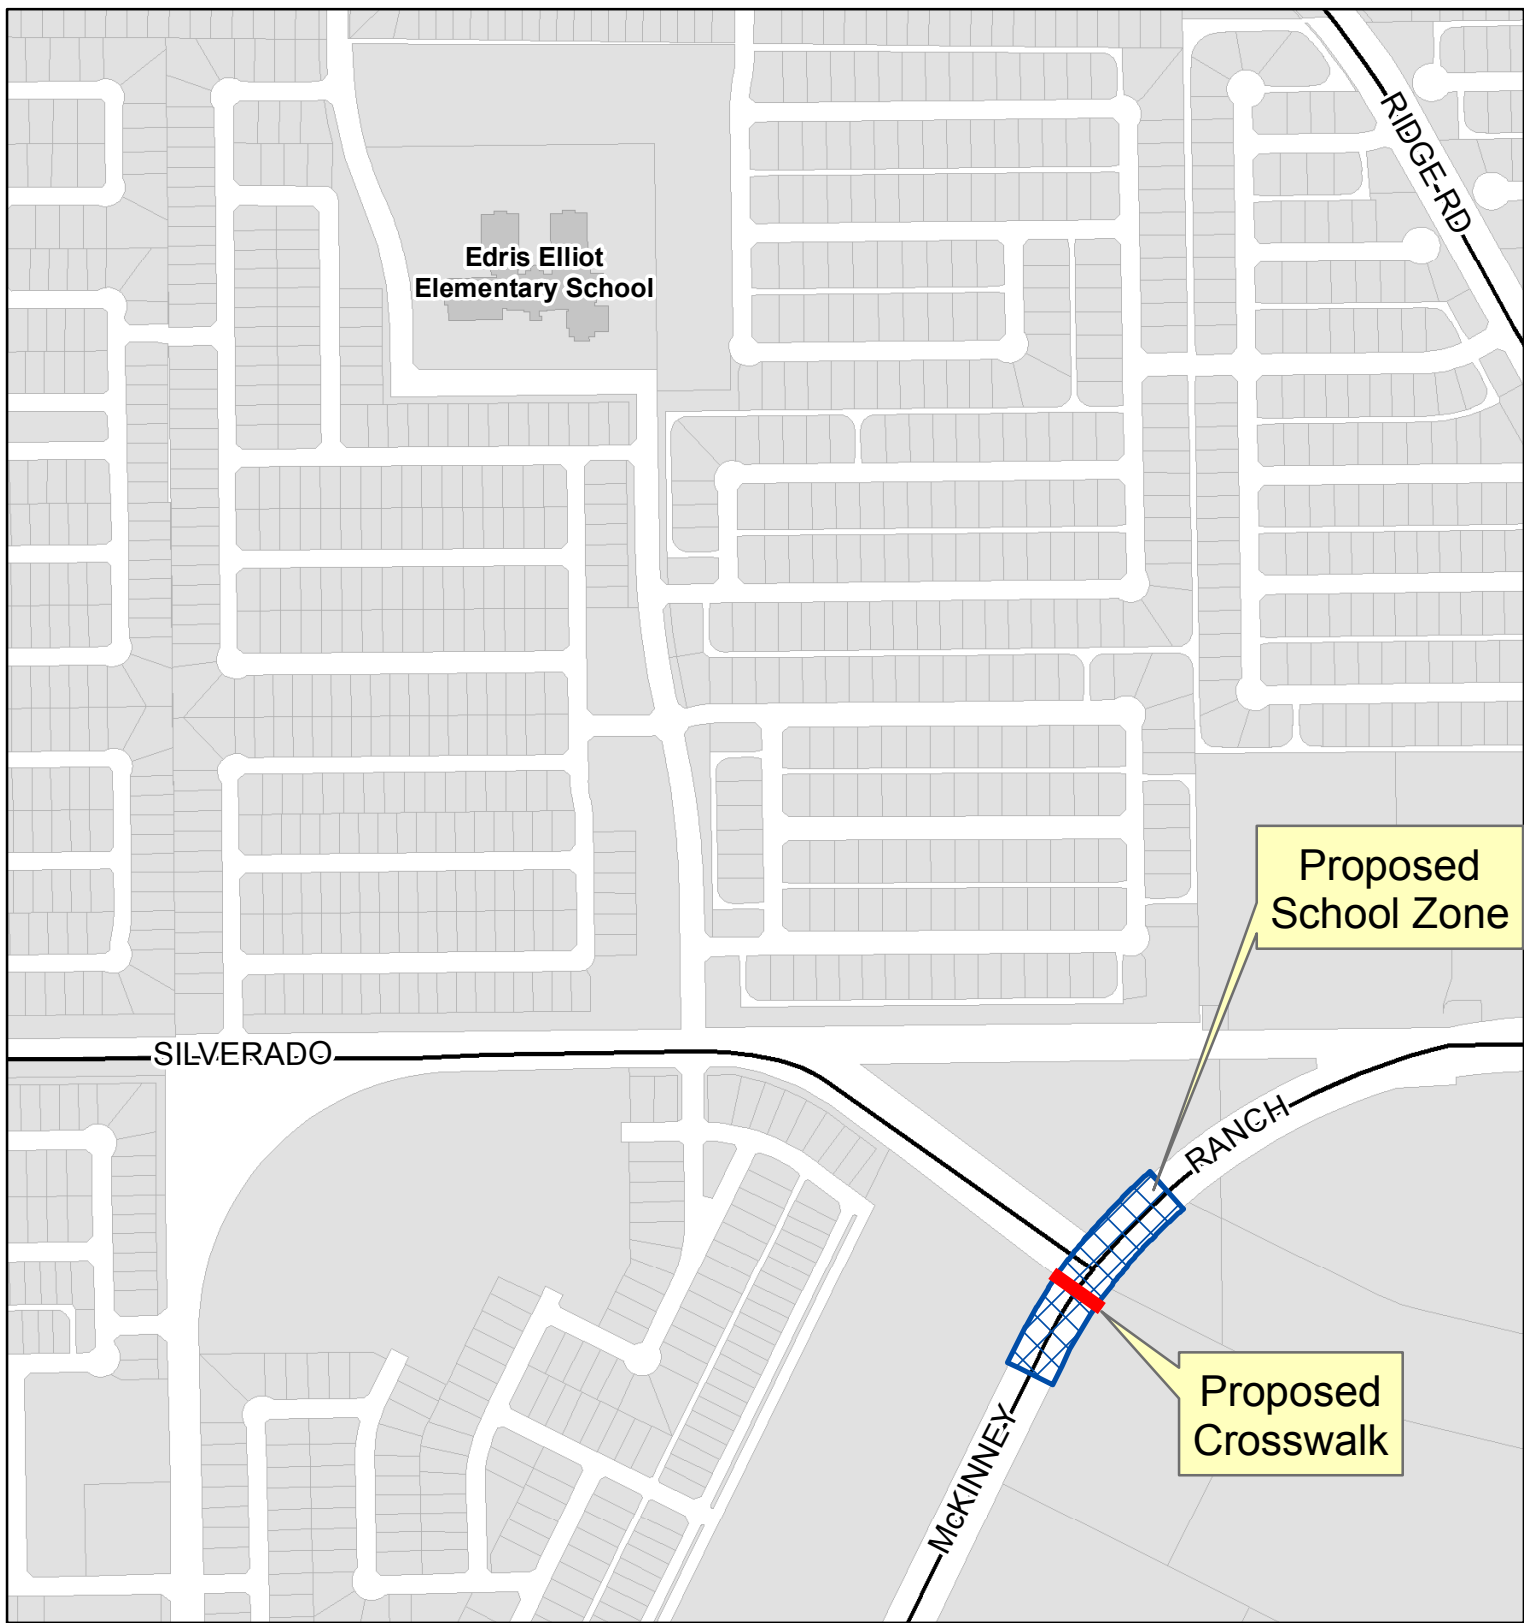 RIDGE RD
Edris Elliot
Elementary School
Proposed
School Zone
SILVERADO
RANCH
Proposed
Crosswalk
McKINNEY